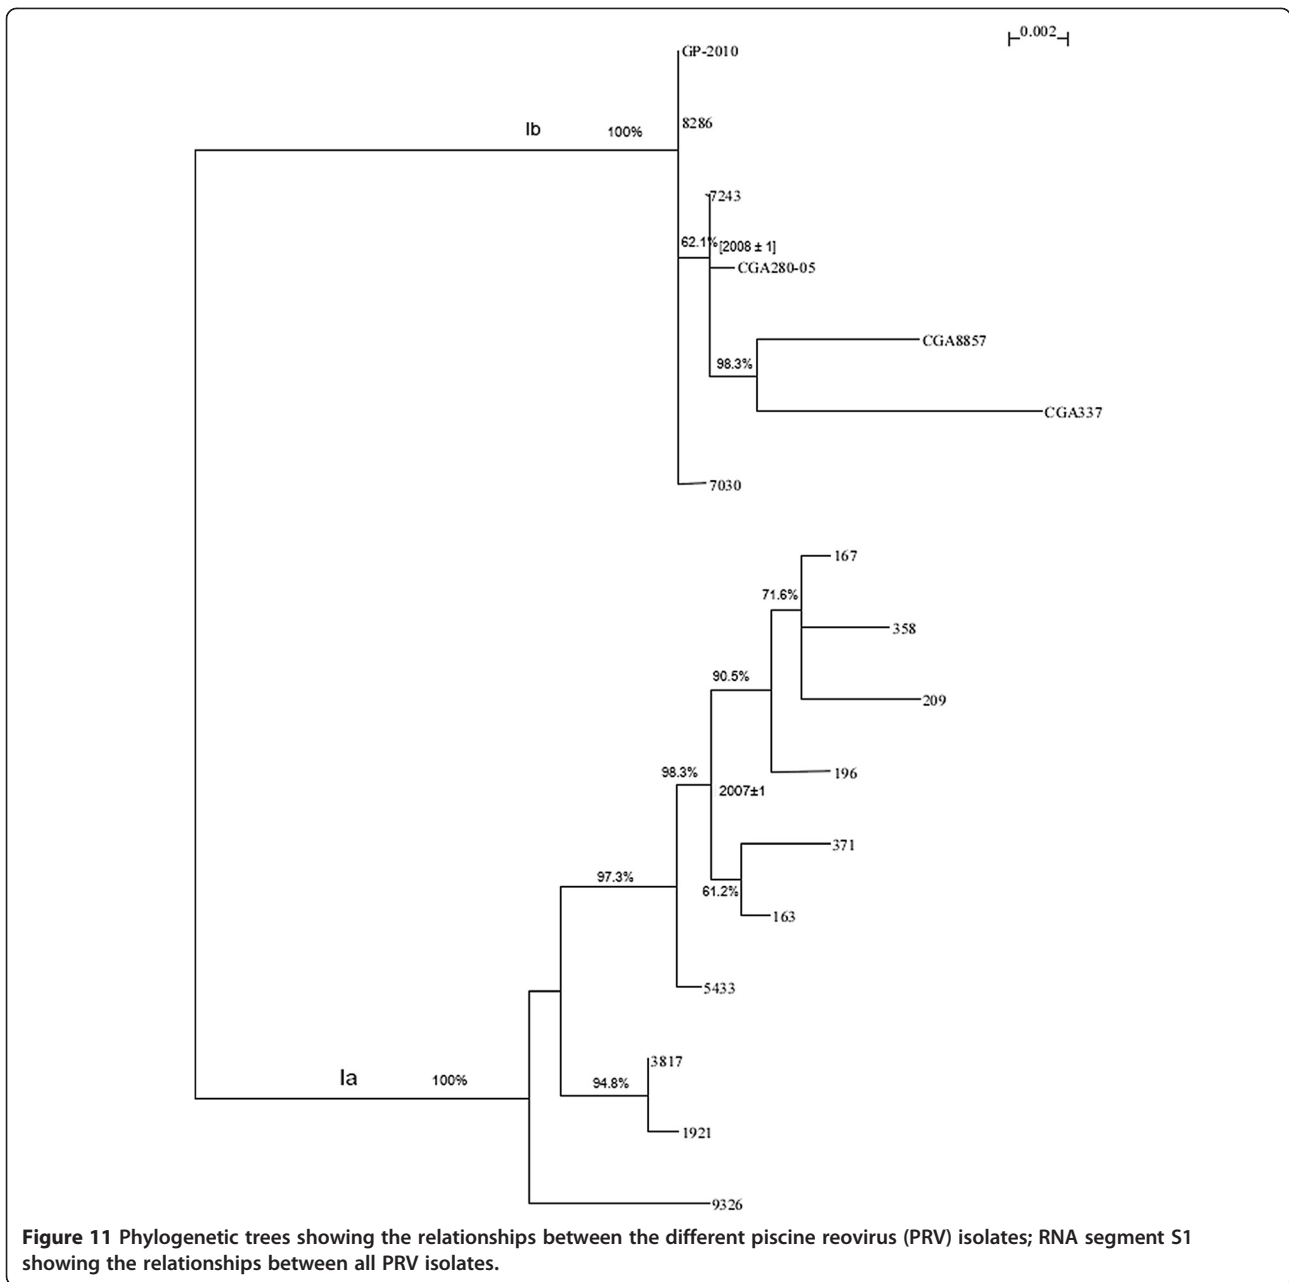 0.002
GP-2010
Ib
100%
8286
7243
62.1%
[2008 ± 1]
CGA280-05
CGA8857
98.3%
CGA337
7030
167
71.6%
358
90.5%
209
98.3%
196
2007±1
371
97.3%
61.2%
163
5433
3817
Ia
100%
94.8%
1921
9326
Figure 11 Phylogenetic trees showing the relationships between the different piscine reovirus (PRV) isolates; RNA segment S1
showing the relationships between all PRV isolates.